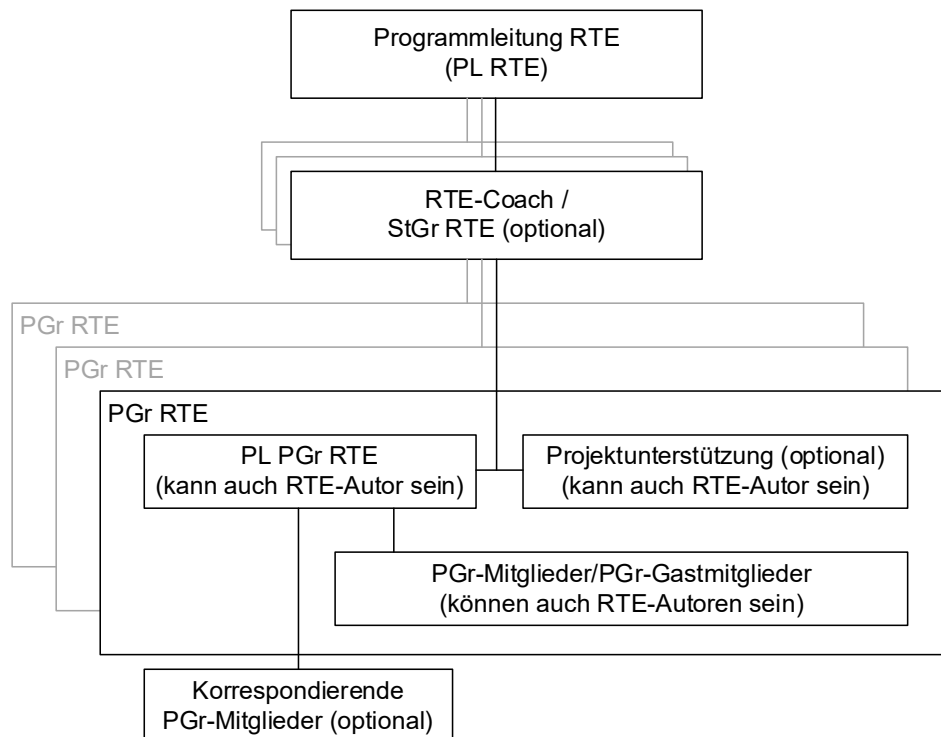 Programmleitung RTE
(PL RTE)
RTE-Coach /
StGr RTE (optional)
PGr RTE
PGr RTE
PGr RTE
PL PGr RTE
(kann auch RTE-Autor sein)
Projektunterstützung (optional)
(kann auch RTE-Autor sein)
PGr-Mitglieder/PGr-Gastmitglieder
(können auch RTE-Autoren sein)
Korrespondierende
PGr-Mitglieder (optional)